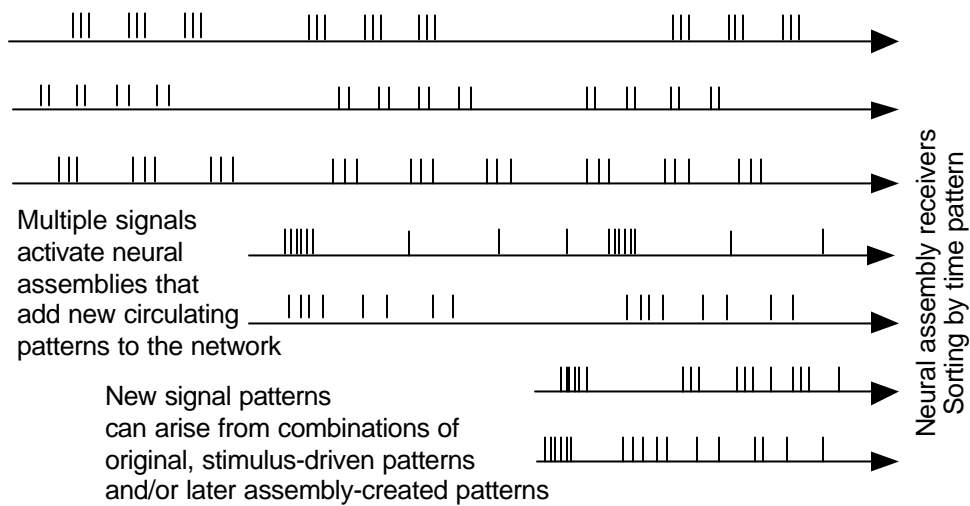 Multiple signals
activate neural
assemblies that
add new circulating
patterns to the network
New signal patterns
can arise from combinations of
original, stimulus-driven patterns
and/or later assembly-created patterns
Neural assembly receivers
Sorting by time pattern